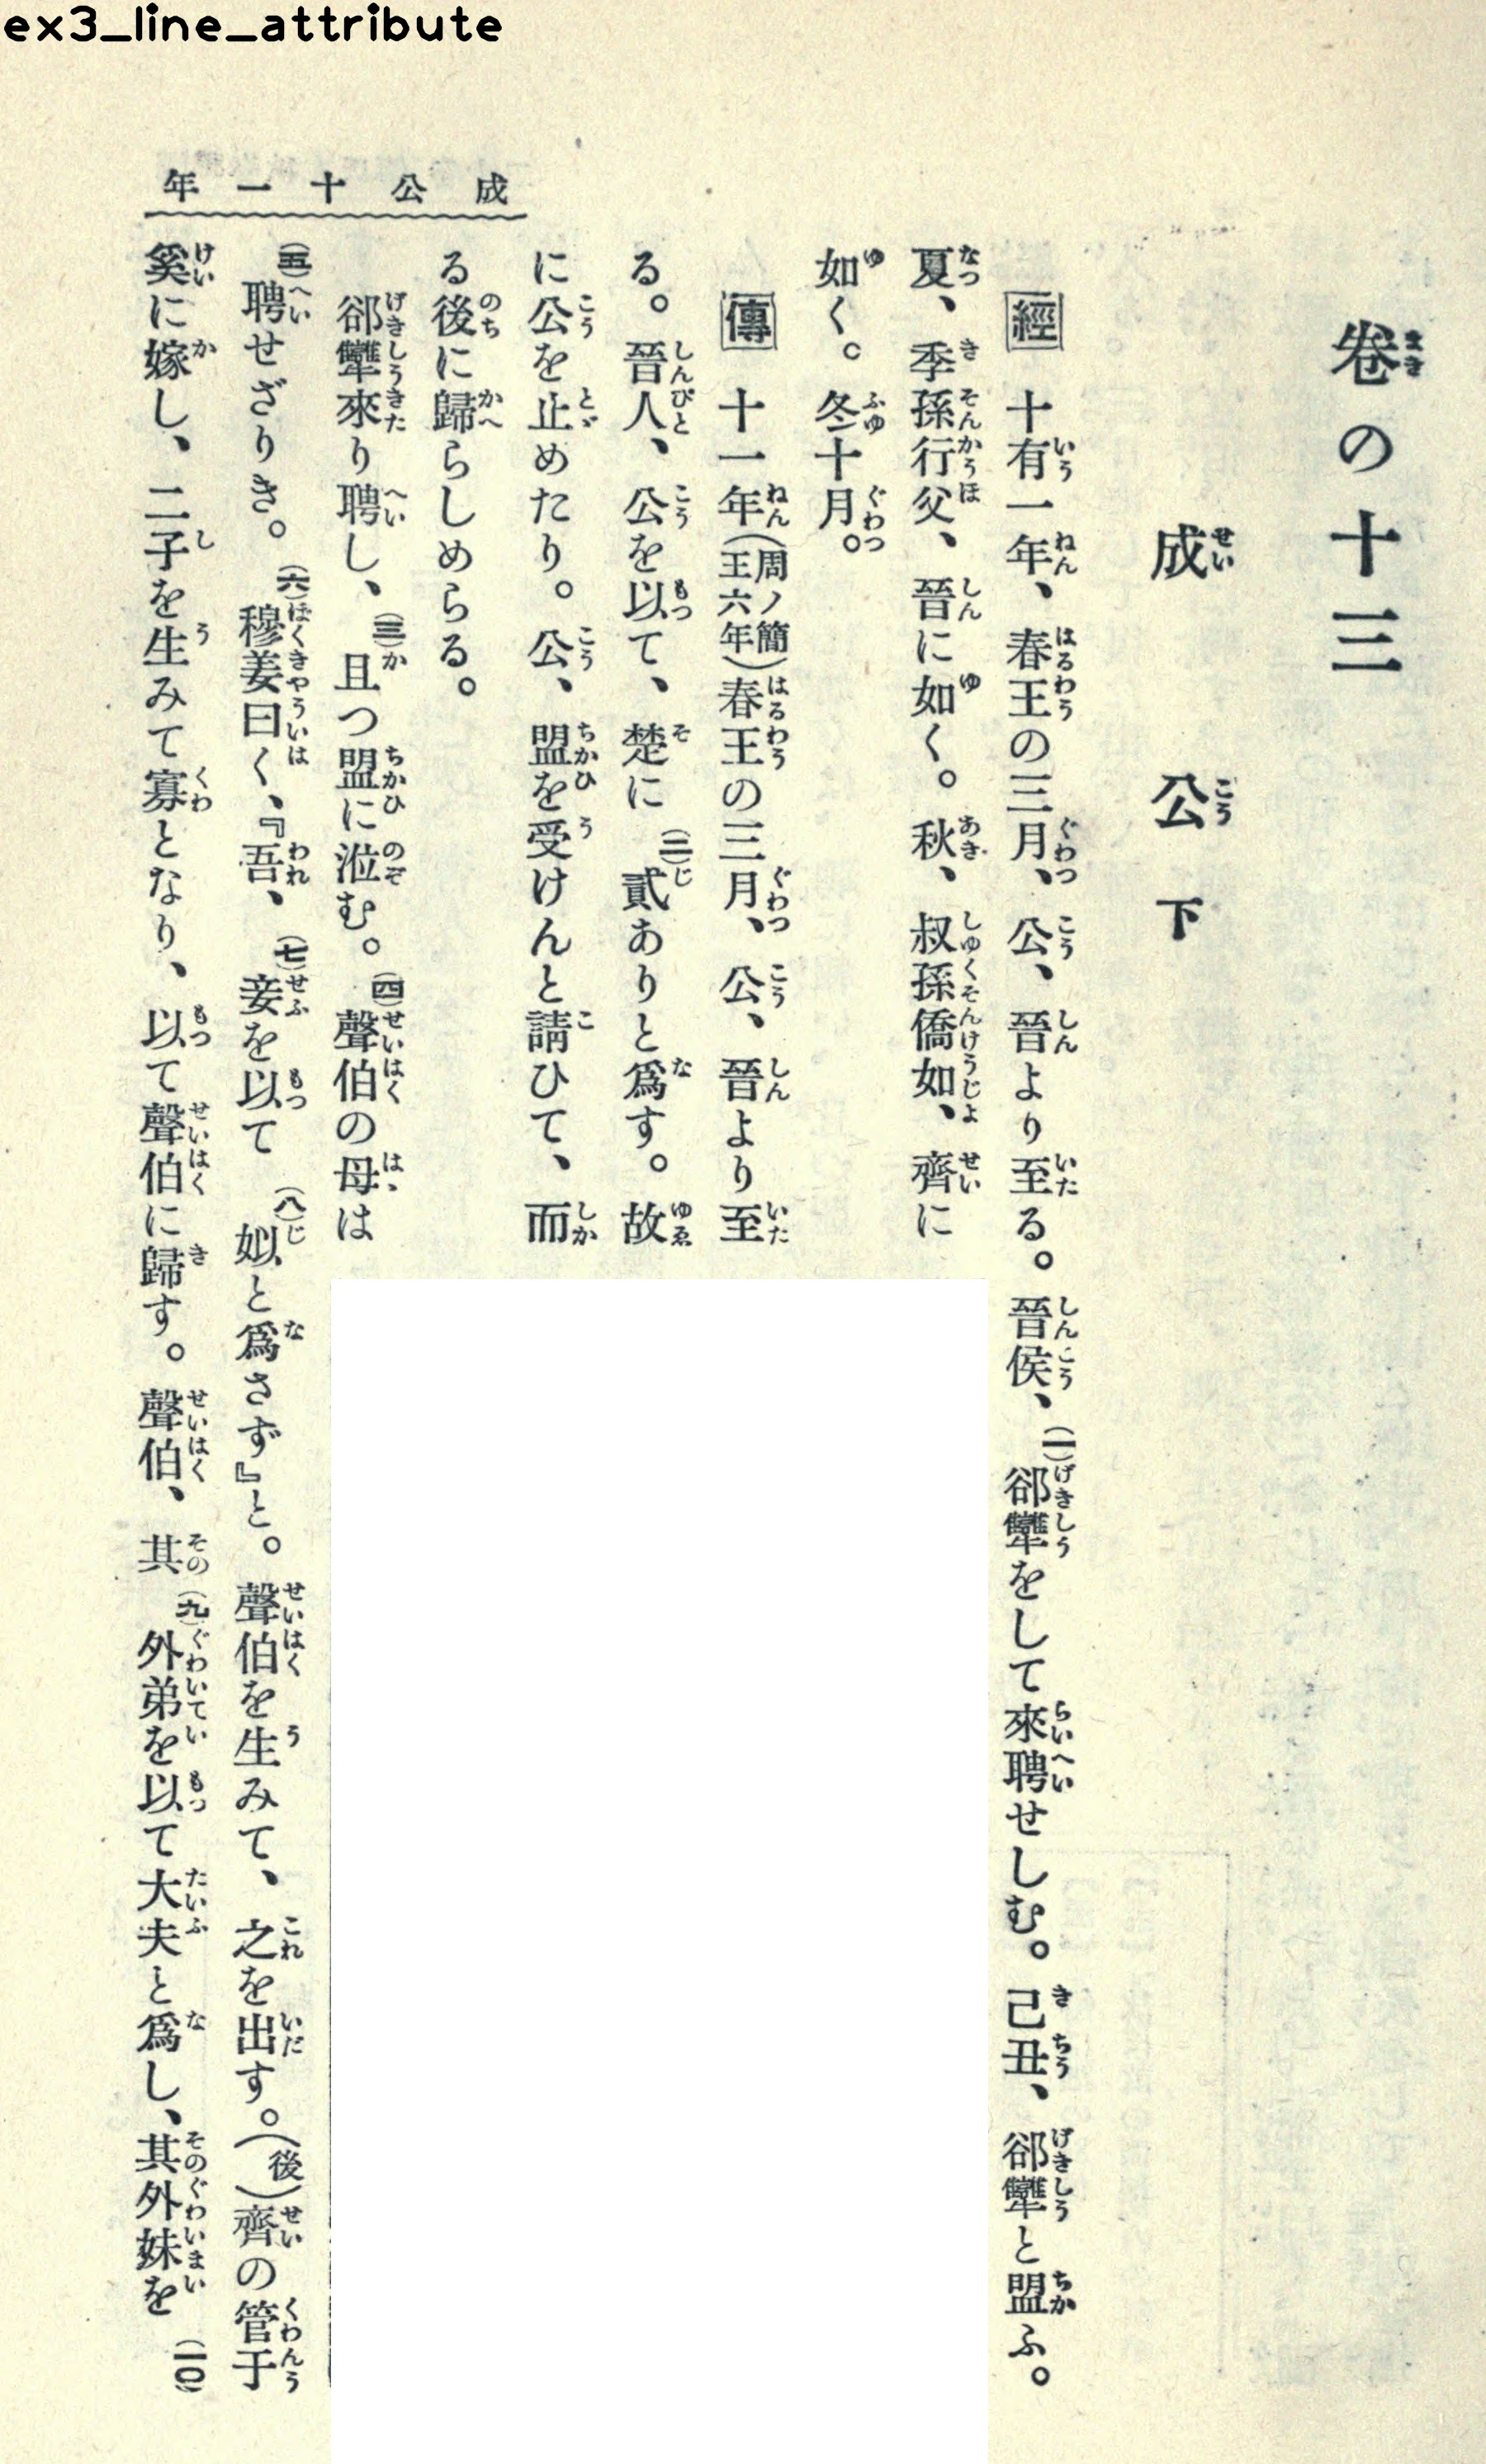 ex3_line_attribute
卷の十三
成公下
經 十有一年、春王の三月、公、晉より至る。晉侯、(一)郤犫をして來聘せしむ。己丑、郤犫と盟ふ。
夏、季孫行父、晉に如く。秋、叔孫僑如、齊に
如く。冬十月。
傳 十一年(周ノ簡王六年)春王の三月、公、晉より至
る。晉人、公を以て、楚に(二)貳ありと爲す。故
に公を止めたり。公、盟を受けんと請ひて、而
る後に歸らしめらる。
郤犫來り聘し、(三)且つ盟に涖む。(四)聲伯の母は
(五)聘せざりき。(六)穆姜曰く、『吾、(七)妾を以て(八)姒と爲さず』と。聲伯を生みて、之を出す。(後)齊の管于
奚に嫁し、二子を生みて寡となり、以て聲伯に歸す。聲伯、其(九)外弟を以て大夫と爲し、其外妹を(一〇)
成公十一年